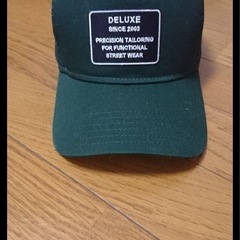 DELUXE
SINCE 2003
PRECISION TAILORING
FOR FUNCTIONAL
STREET WEAR